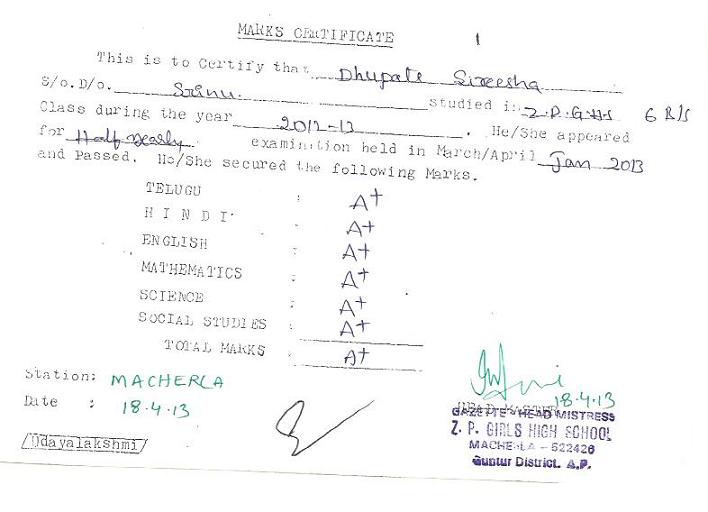 MARKS CERTIFICATE
This is to Certify that Dhupati Sireesha
S/o. D/o. Srinu studied in Z.P.G.H.S 6
Class during the year 2012-13. He/She appeared
for Half Yearly examination held in March/April Jan 2013
and Passed. He/She secured the following Marks.
TELUGU : A+
HINDI : A+
ENGLISH : A+
MATHEMATICS : A+
SCIENCE : A+
SOCIAL STUDIES : A+
TOTAL MARKS : A+
Station: MACHERLA
Date : 18.4.13
18.4.13
GAZETTE HEAD MISTRESS
Z. P. GIRLS HIGH SCHOOL
MACHERLA - 522426
Guntur District. A.P.
/Udayalakshmi/